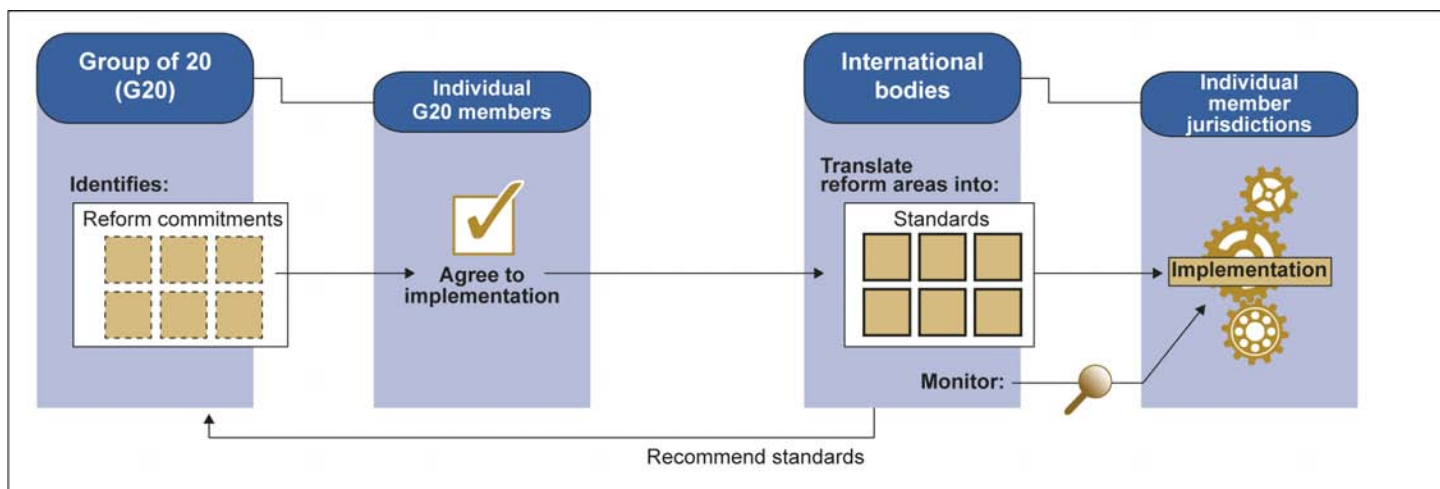 Group of 20
(G20)
Individual
G20 members
International
bodies
Individual
member
jurisdictions
Identifies:
Reform commitments
Agree to
implementation
Translate
reform areas into:
Standards
Implementation
Monitor:
Recommend standards